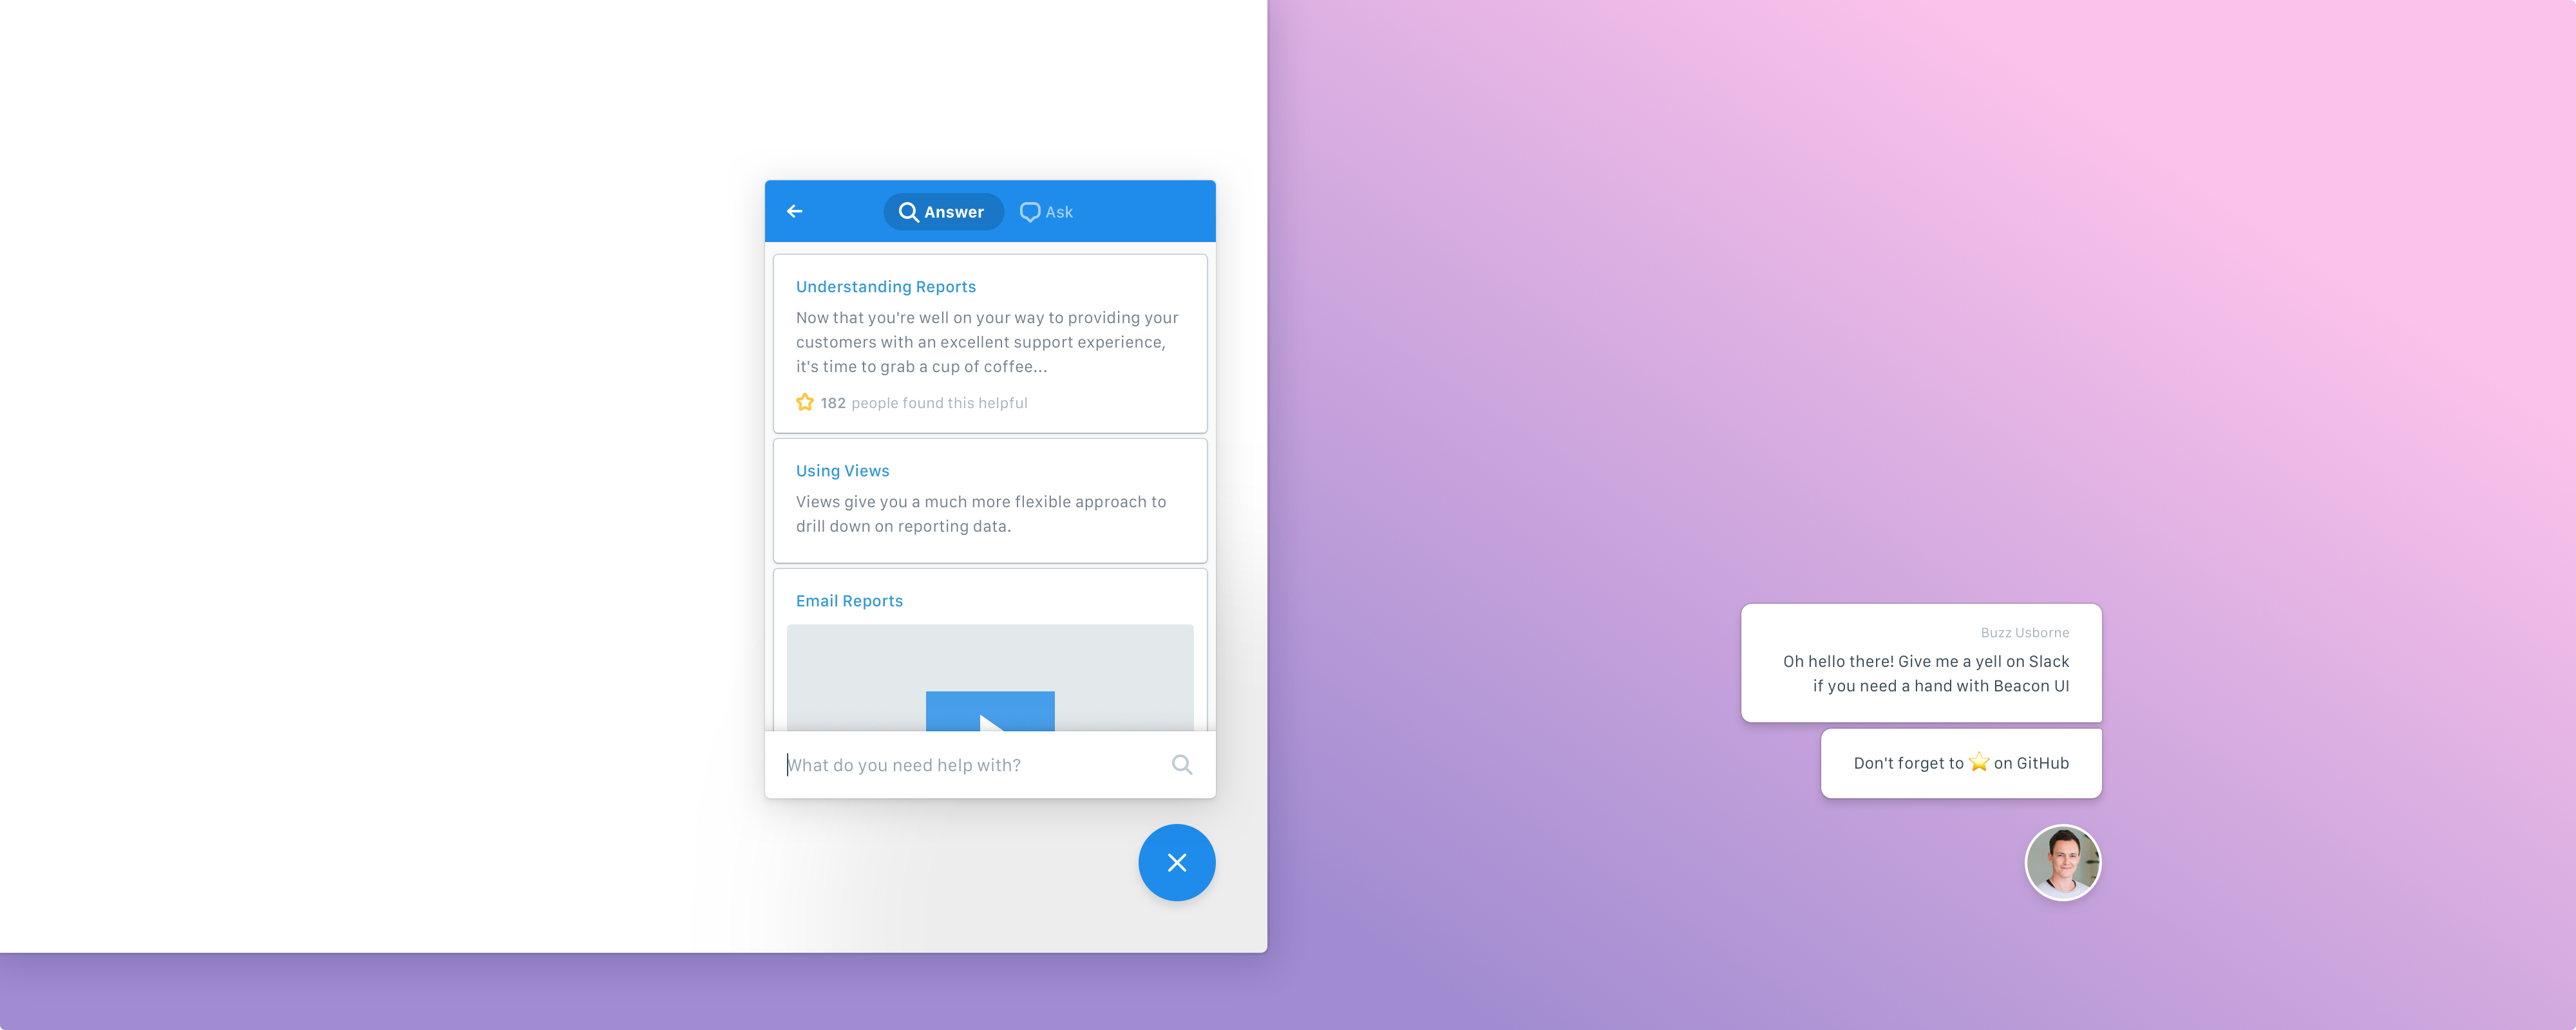 Answer
Ask
Understanding Reports
Now that you're well on your way to providing your
customers with an excellent support experience,
it's time to grab a cup of coffee...
182 people found this helpful
Using Views
Views give you a much more flexible approach to
drill down on reporting data.
Email Reports
What do you need help with?
Buzz Usborne
Oh hello there! Give me a yell on Slack
if you need a hand with Beacon UI
Don't forget to ⭐ on GitHub